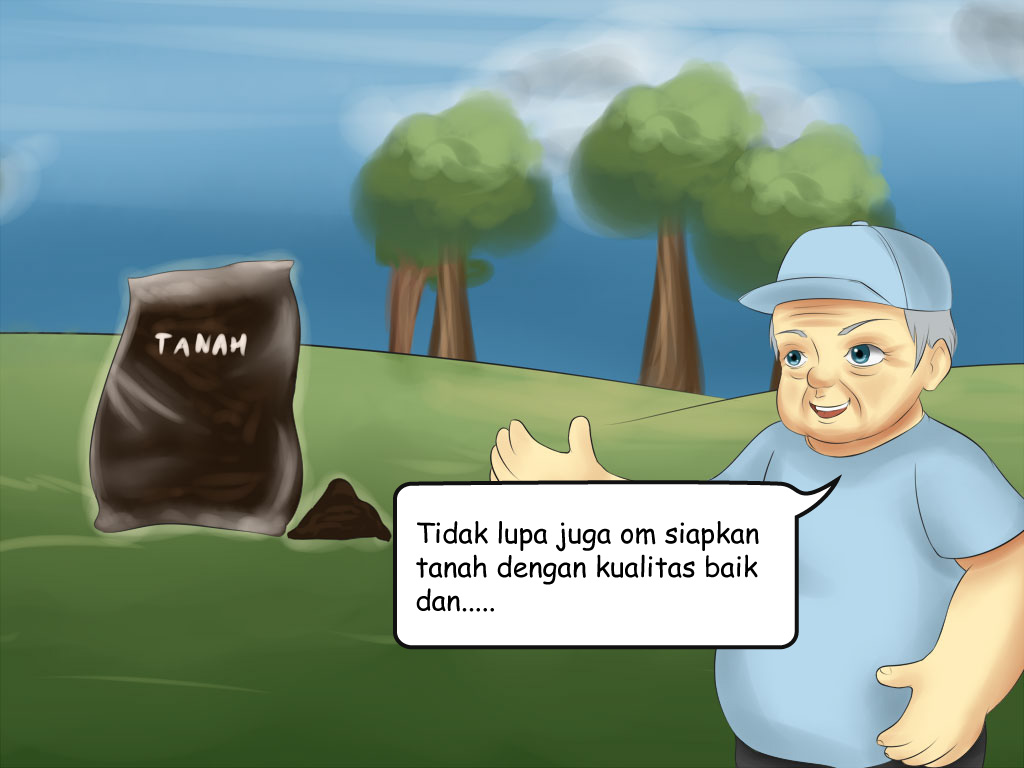 TANAH
Tidak lupa juga om siapkan
tanah dengan kualitas baik
dan.....